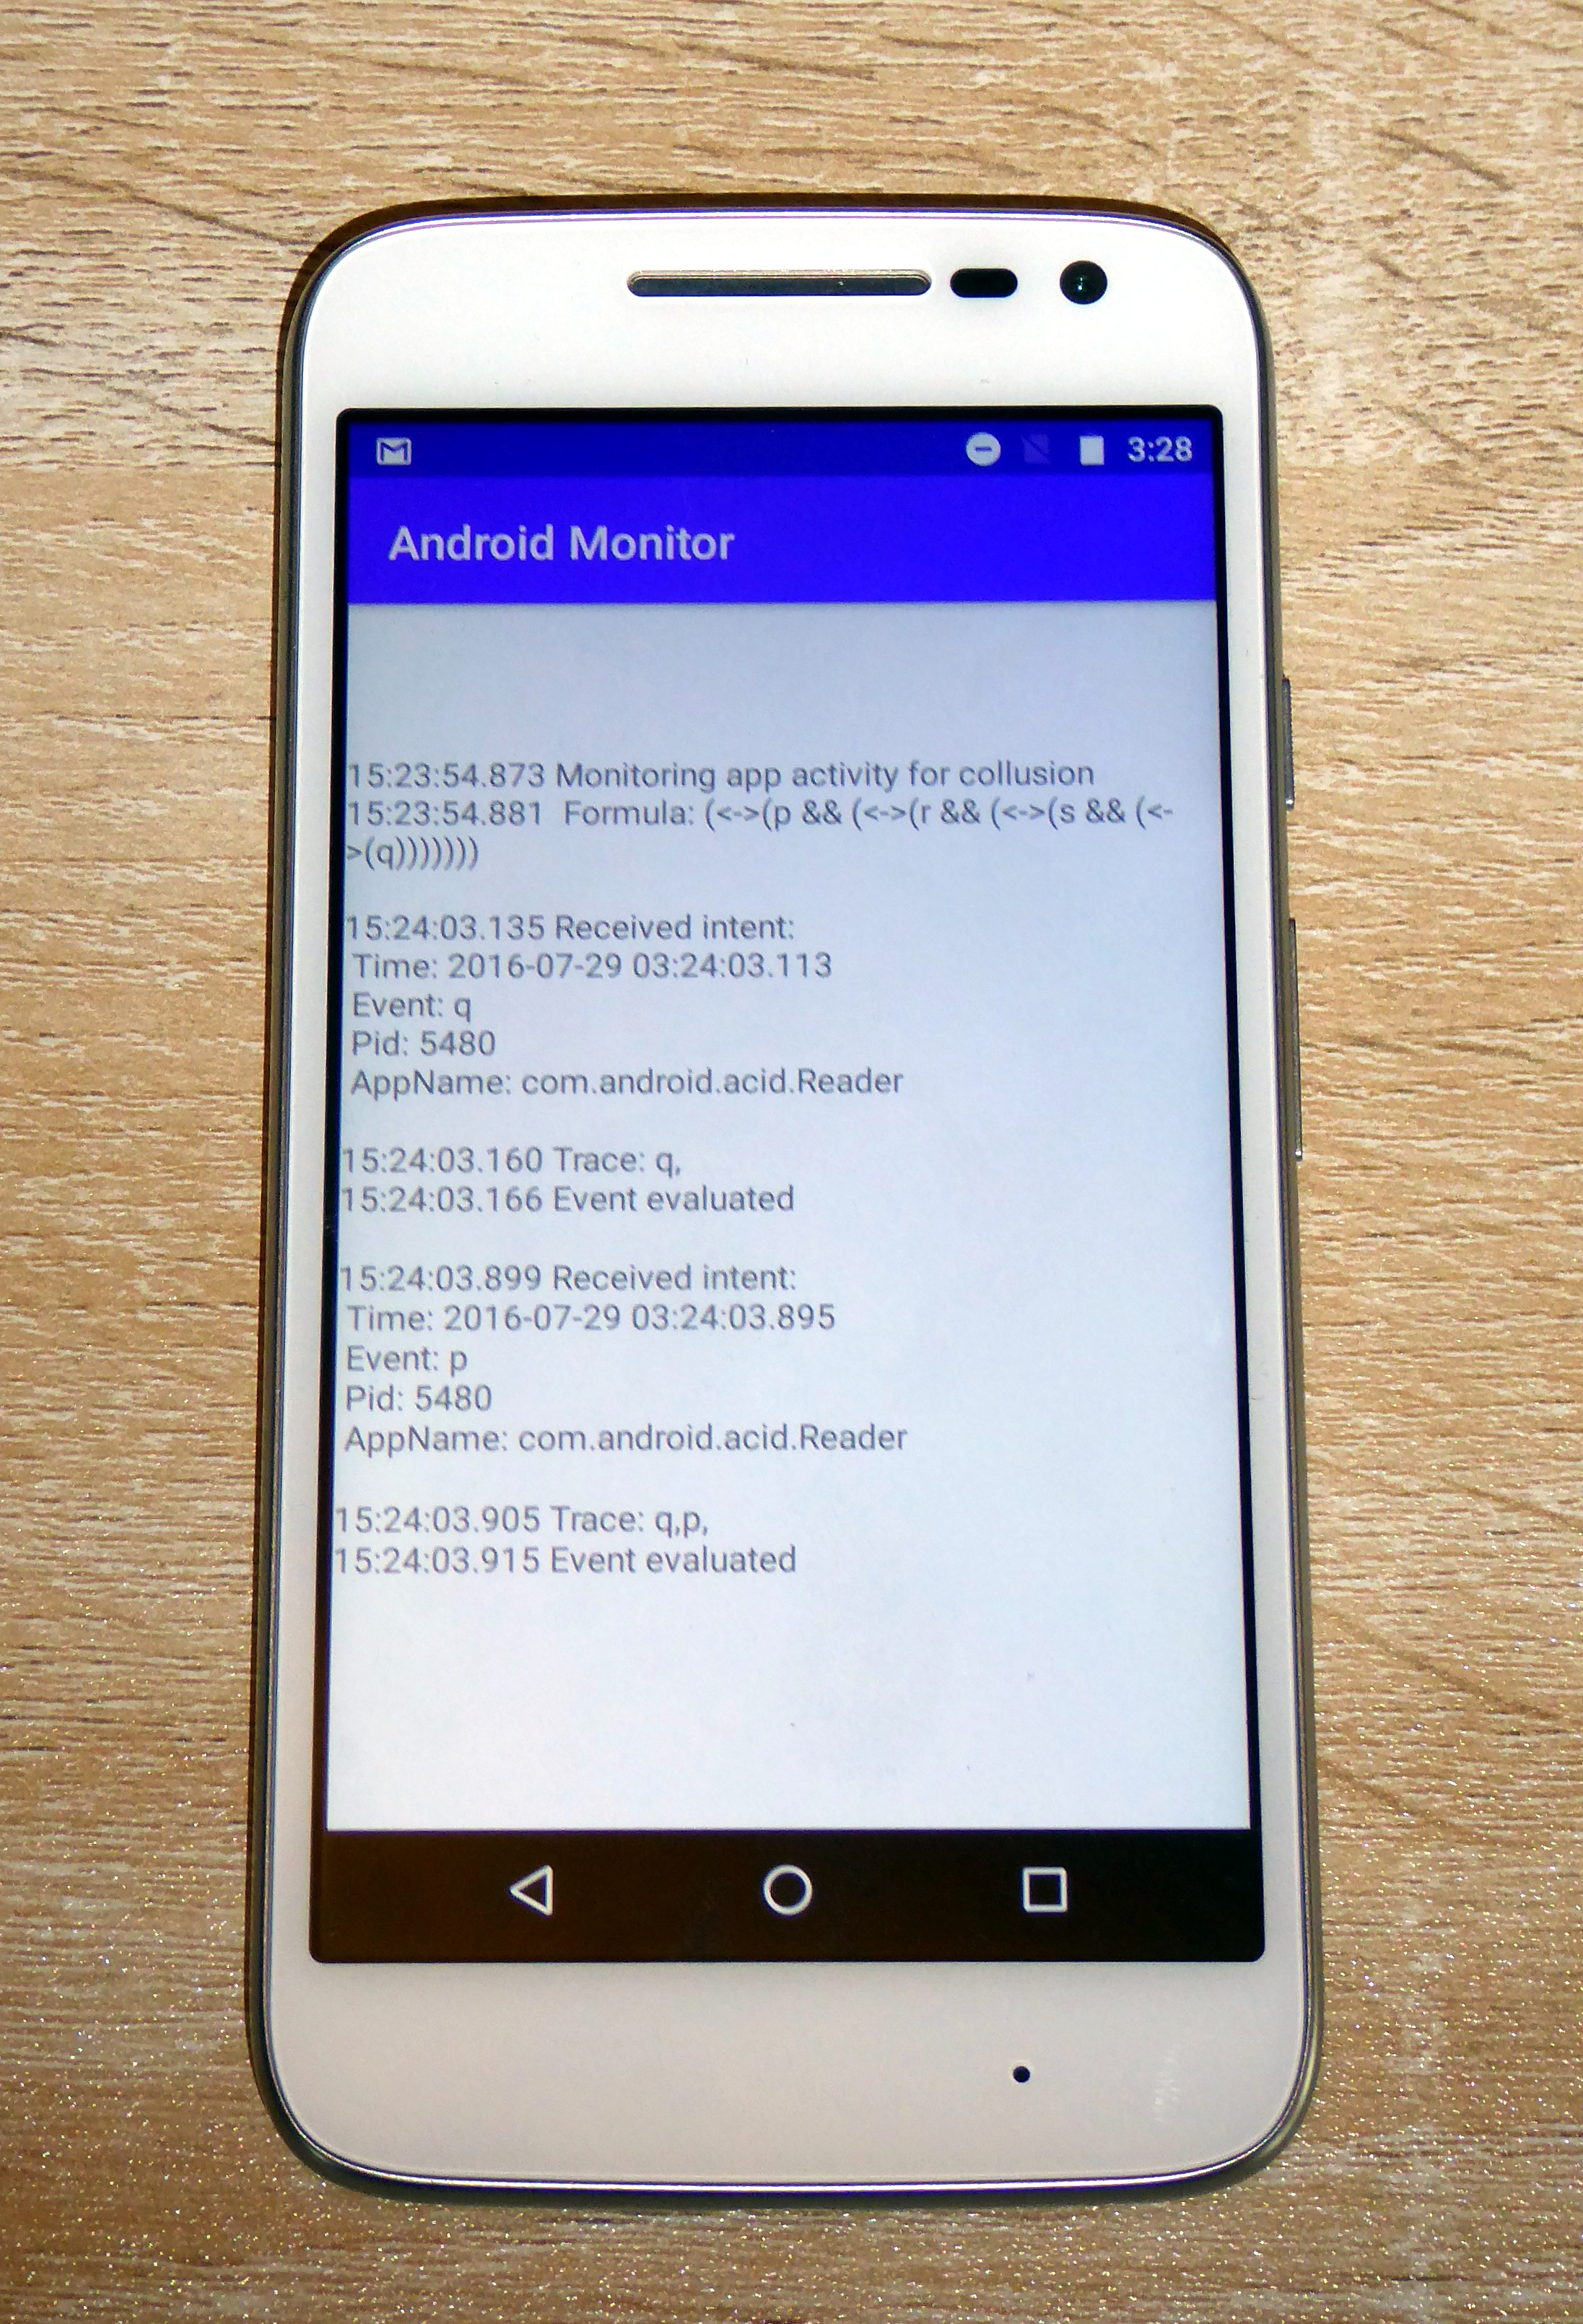 3:28
Android Monitor
15:23:54.873 Monitoring app activity for collusion
15:23:54.881  Formula: (<->(p && (<->(r && (<->(s && (<-
>(q)))))))
15:24:03.135 Received intent:
Time: 2016-07-29 03:24:03.113
Event: q
Pid: 5480
AppName: com.android.acid.Reader
15:24:03.160 Trace: q,
15:24:03.166 Event evaluated
15:24:03.899 Received intent:
Time: 2016-07-29 03:24:03.895
Event: p
Pid: 5480
AppName: com.android.acid.Reader
15:24:03.905 Trace: q,p,
15:24:03.915 Event evaluated